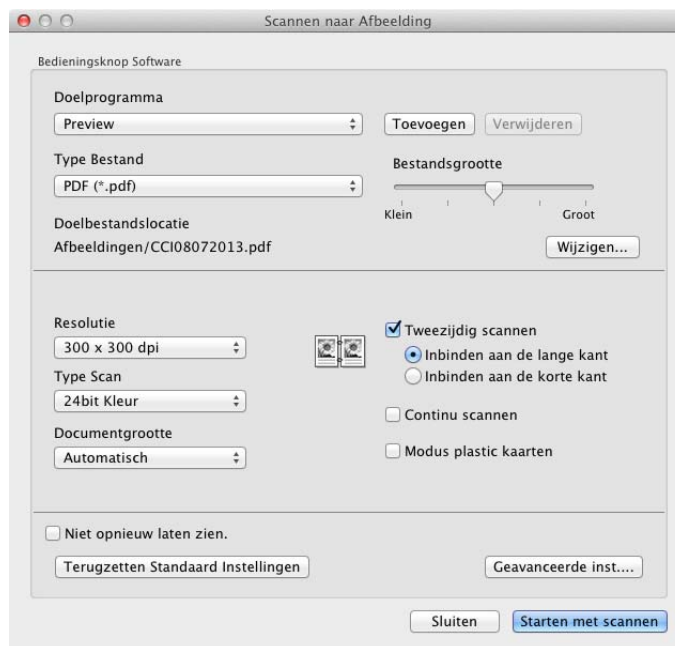 Scannen naar Afbeelding
Bedieningsknop Software
Doelprogramma
Preview
Toevoegen
Verwijderen
Type Bestand
PDF (*.pdf)
Bestandsgrootte
Klein
Groot
Doelbestandslocatie
Afbeeldingen/CCI08072013.pdf
Wijzigen...
Resolutie
300 x 300 dpi
Type Scan
24bit Kleur
Documentgrootte
Automatisch
Tweezijdig scannen
Inbinden aan de lange kant
Inbinden aan de korte kant
Continu scannen
Modus plastic kaarten
Niet opnieuw laten zien.
Terugzetten Standaard Instellingen
Geavanceerde inst....
Sluiten
Starten met scannen